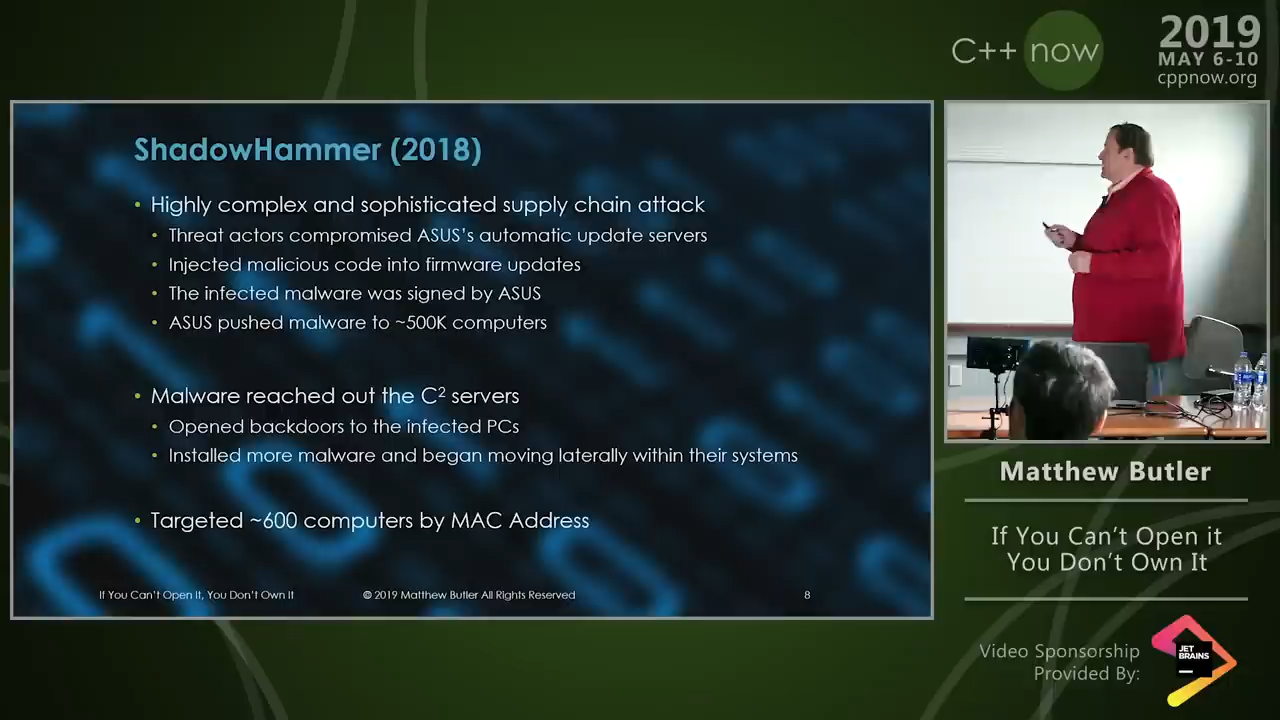 C++ now
2019
MAY 6-10
cppnow.org
ShadowHammer (2018)
• Highly complex and sophisticated supply chain attack
• Threat actors compromised ASUS's automatic update servers
• Injected malicious code into firmware updates
• The infected malware was signed by ASUS
• ASUS pushed malware to ~500K computers
• Malware reached out the C² servers
• Opened backdoors to the infected PCs
• Installed more malware and began moving laterally within their systems
• Targeted ~600 computers by MAC Address
If You Can't Open It, You Don't Own It
© 2019 Matthew Butler All Rights Reserved
8
Matthew Butler
If You Can't Open it
You Don't Own It
Video Sponsorship
Provided By:
JET
BRAINS